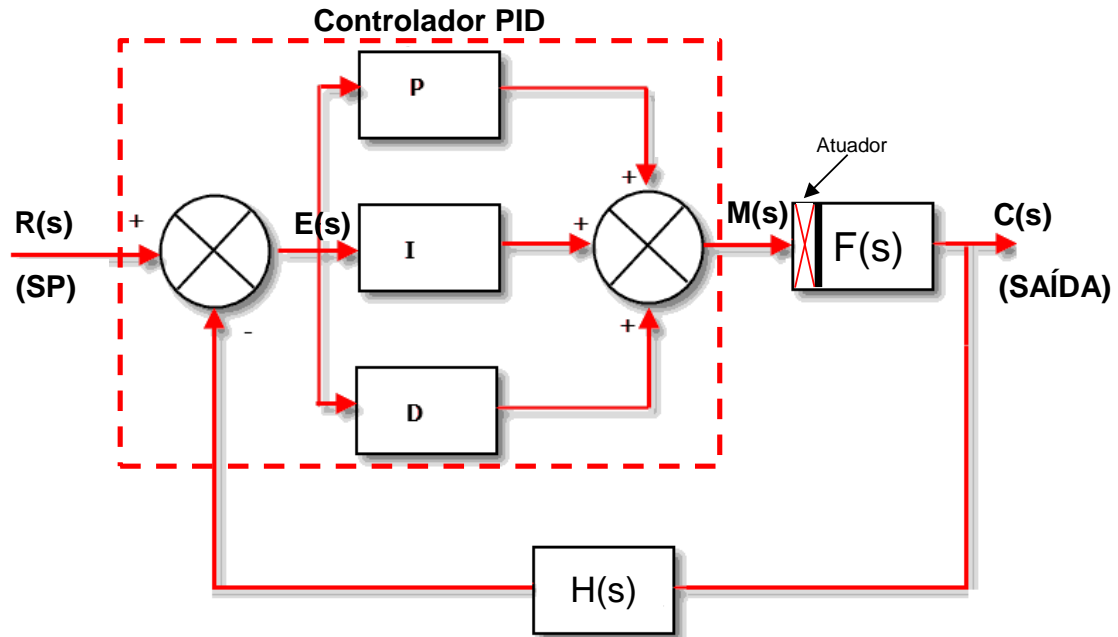 Controlador PID
P
Atuador
+
R(s)
+
E(s)
I
+
M(s)
F(s)
C(s)
(SP)
-
+
(SAÍDA)
D
H(s)